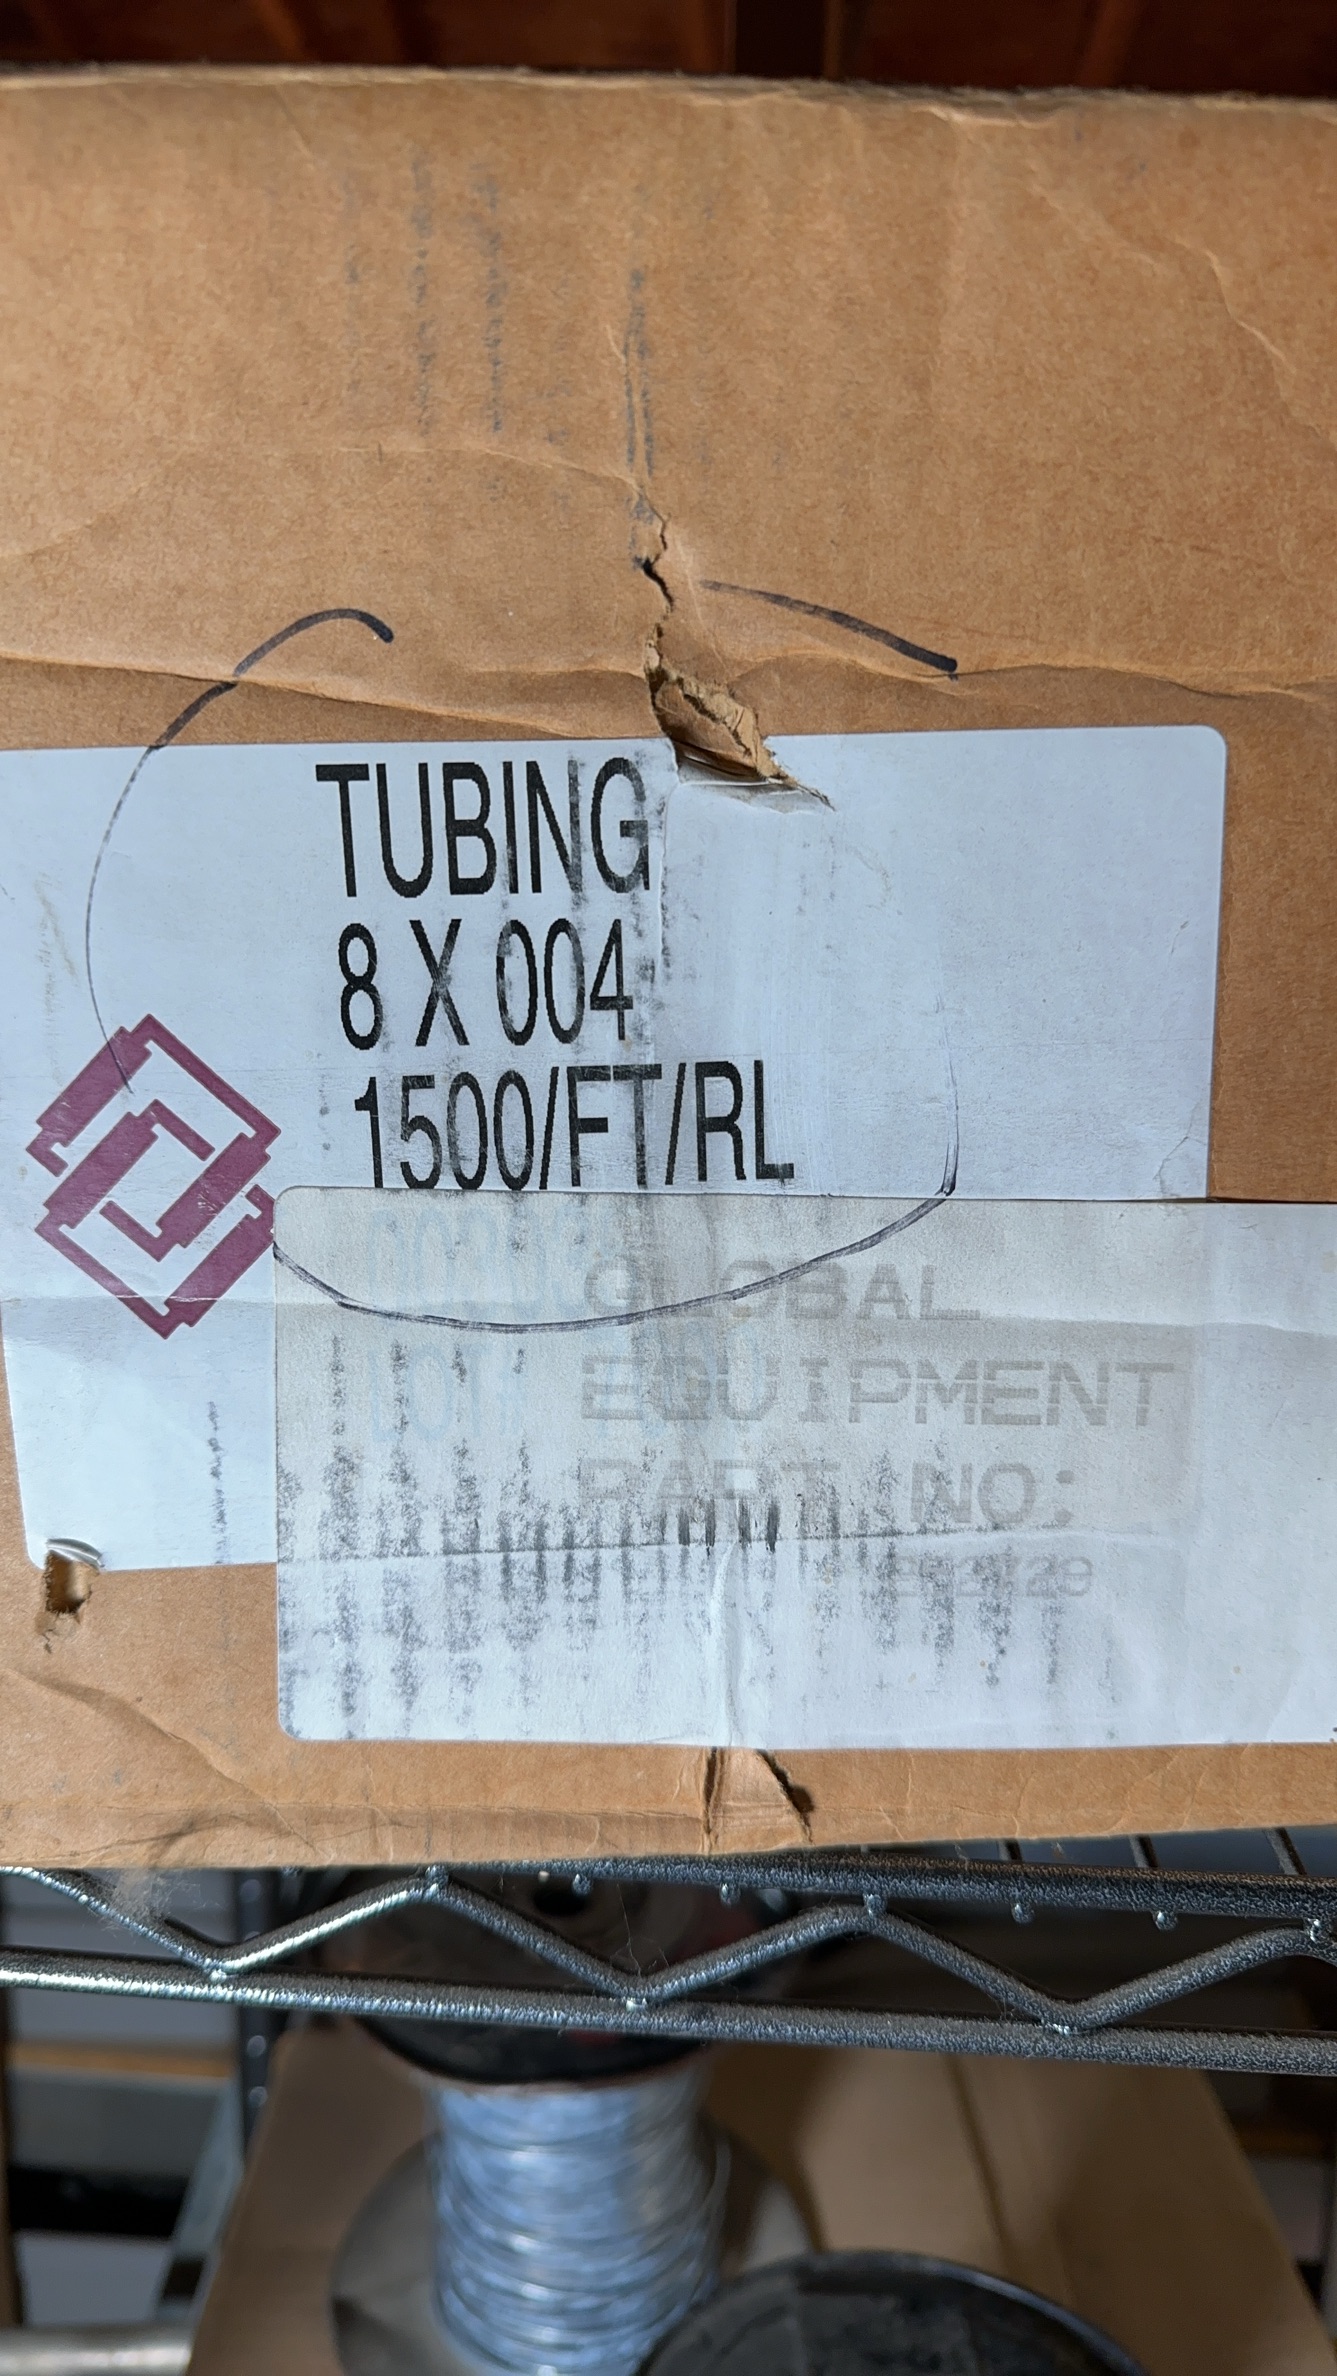 TUBING
8 X 004
1500/FT/RL
GLOBAL
EQUIPMENT
PART NO: